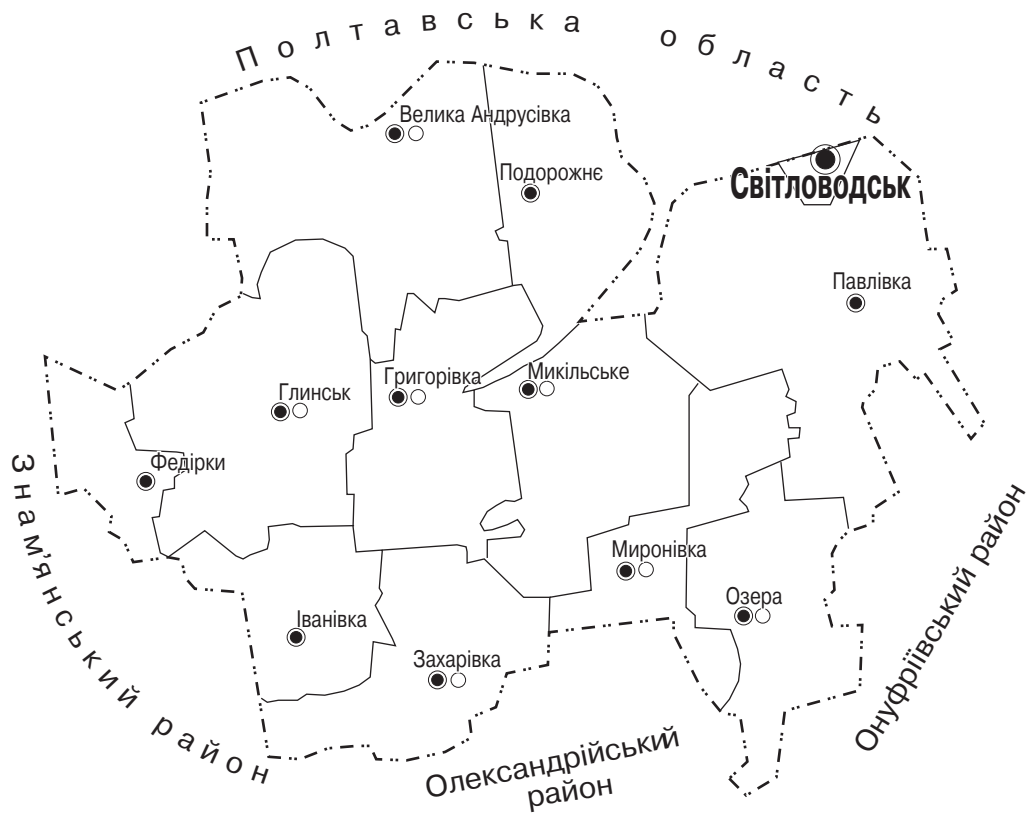 Полтавська область
Велика Андрусівка
Подорожнє
Світловодськ
Павлівка
Глинськ
Григорівка
Микільське
Федірки
Миронівка
Озера
Іванівка
Захарівка
Знам'янський район
Олександрійський
район
Онуфріївський район